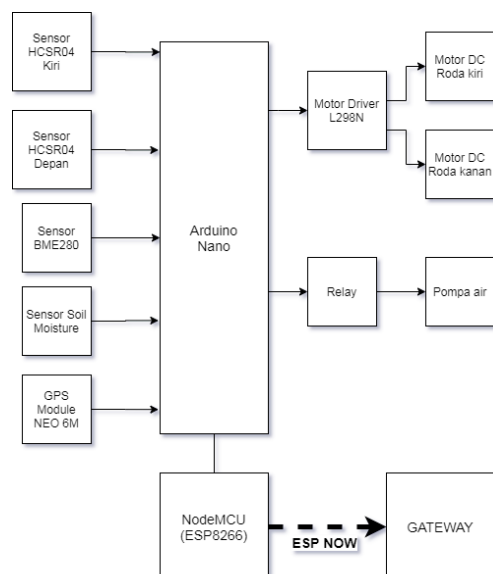 Sensor
HCSR04
Kiri
Sensor
HCSR04
Depan
Sensor
BME280
Sensor Soil
Moisture
GPS
Module
NEO 6M
Arduino
Nano
Motor Driver
L298N
Motor DC
Roda kiri
Motor DC
Roda kanan
Relay
Pompa air
NodeMCU
(ESP8266)
ESP NOW
GATEWAY